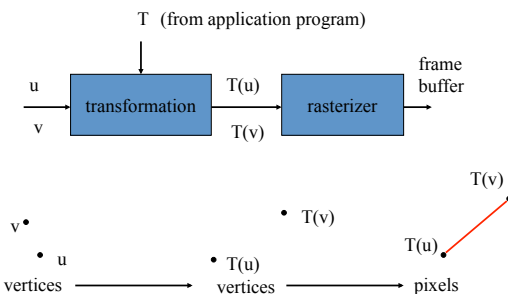 T (from application program)
u
v
transformation
T(u)
T(v)
rasterizer
frame
buffer
v
u
T(u)
T(v)
T(u)
T(v)
vertices
vertices
pixels